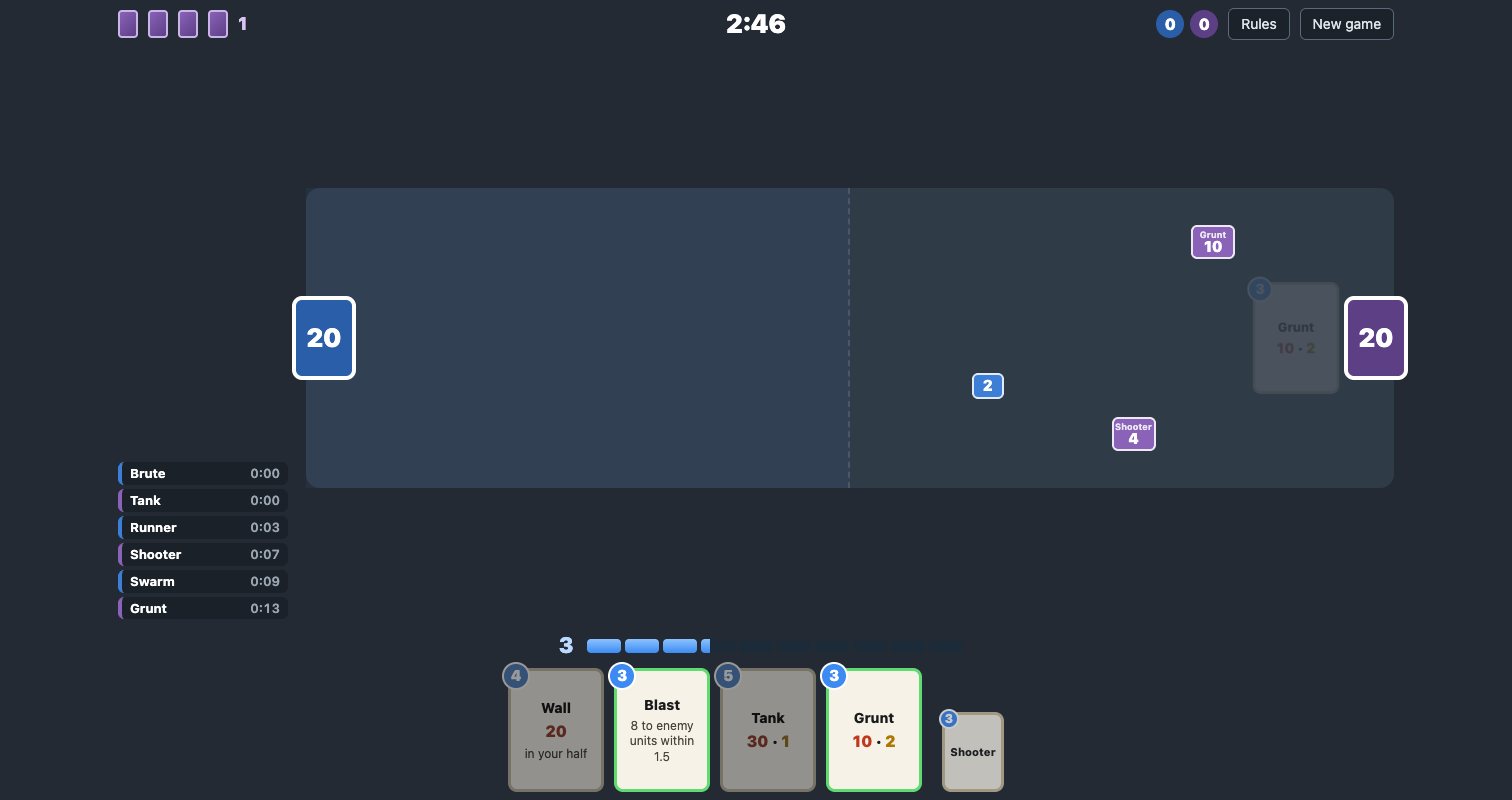 1
2:46
0
0
Rules
New game
Grunt
10
3
Grunt
10 · 2
20
20
2
Shooter
4
Brute 0:00
Tank 0:00
Runner 0:03
Shooter 0:07
Swarm 0:09
Grunt 0:13
3
4
Wall
20
in your half
3
Blast
8 to enemy
units within
1.5
5
Tank
30 · 1
3
Grunt
10 · 2
3
Shooter